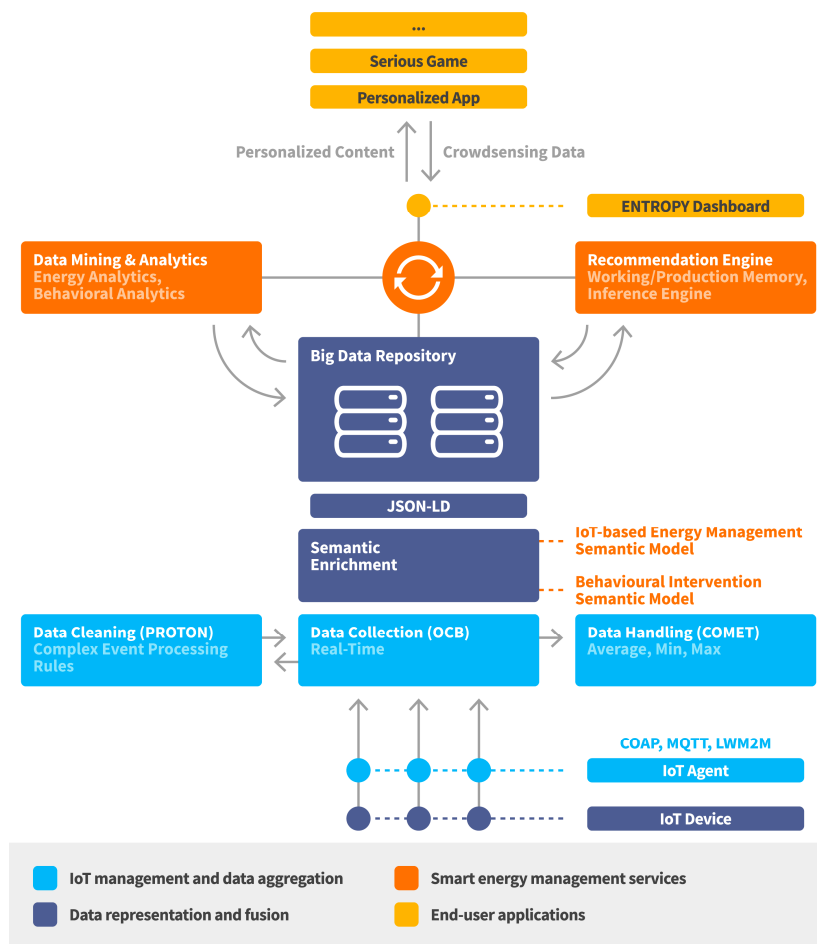 ...
Serious Game
Personalized App
Personalized Content
Crowdsensing Data
ENTROPY Dashboard
Data Mining & Analytics
Energy Analytics,
Behavioral Analytics
Recommendation Engine
Working/Production Memory,
Inference Engine
Big Data Repository
JSON-LD
Semantic
Enrichment
IoT-based Energy Management
Semantic Model
Behavioural Intervention
Semantic Model
Data Cleaning (PROTON)
Complex Event Processing
Rules
Data Collection (OCB)
Real-Time
Data Handling (COMET)
Average, Min, Max
COAP, MQTT, LWM2M
IoT Agent
IoT Device
IoT management and data aggregation
Smart energy management services
Data representation and fusion
End-user applications